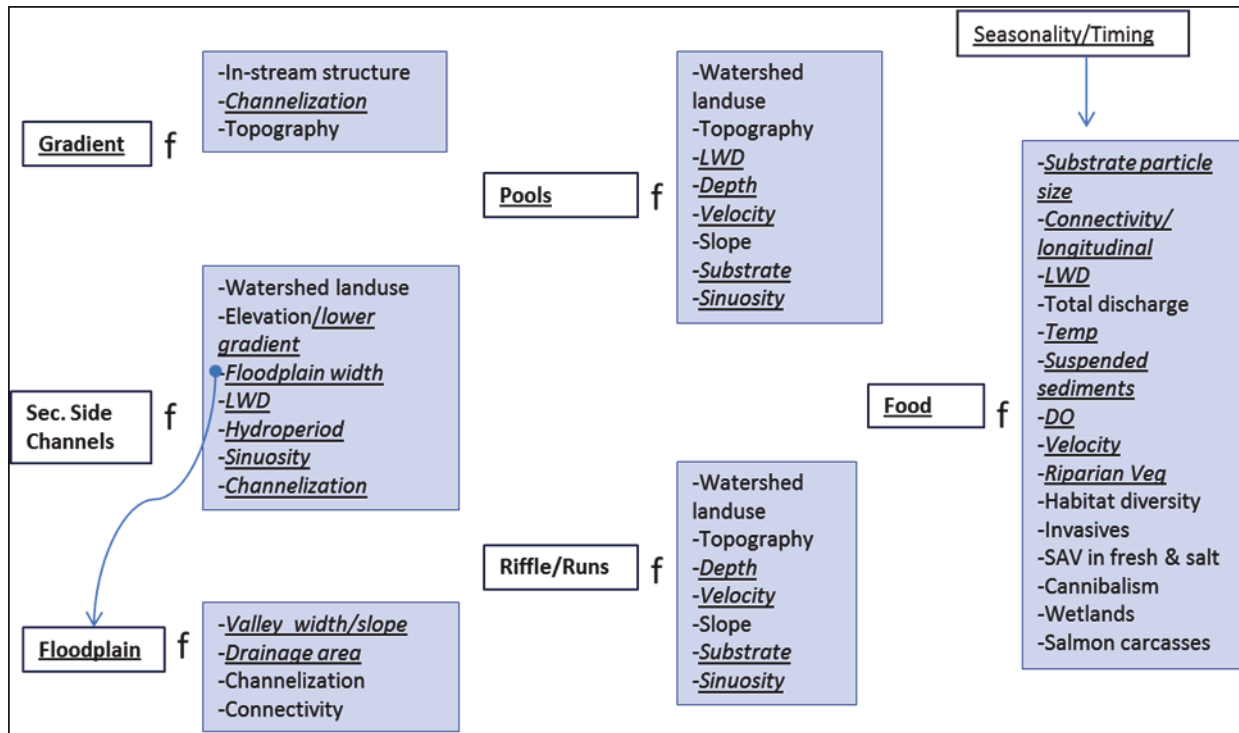 Gradient
f
-In-stream structure
-Channelization
-Topography
Sec. Side
Channels
f
-Watershed landuse
-Elevation/lower
gradient
-Floodplain width
-LWD
-Hydroperiod
-Sinuosity
-Channelization
Floodplain
f
-Valley width/slope
-Drainage area
-Channelization
-Connectivity
Pools
f
-Watershed
landuse
-Topography
-LWD
-Depth
-Velocity
-Slope
-Substrate
-Sinuosity
Riffle/Runs
f
-Watershed
landuse
-Topography
-Depth
-Velocity
-Slope
-Substrate
-Sinuosity
Seasonality/Timing
Food
f
-Substrate particle
size
-Connectivity/
longitudinal
-LWD
-Total discharge
-Temp
-Suspended
sediments
-DO
-Velocity
-Riparian Veg
-Habitat diversity
-Invasives
-SAV in fresh & salt
-Cannibalism
-Wetlands
-Salmon carcasses